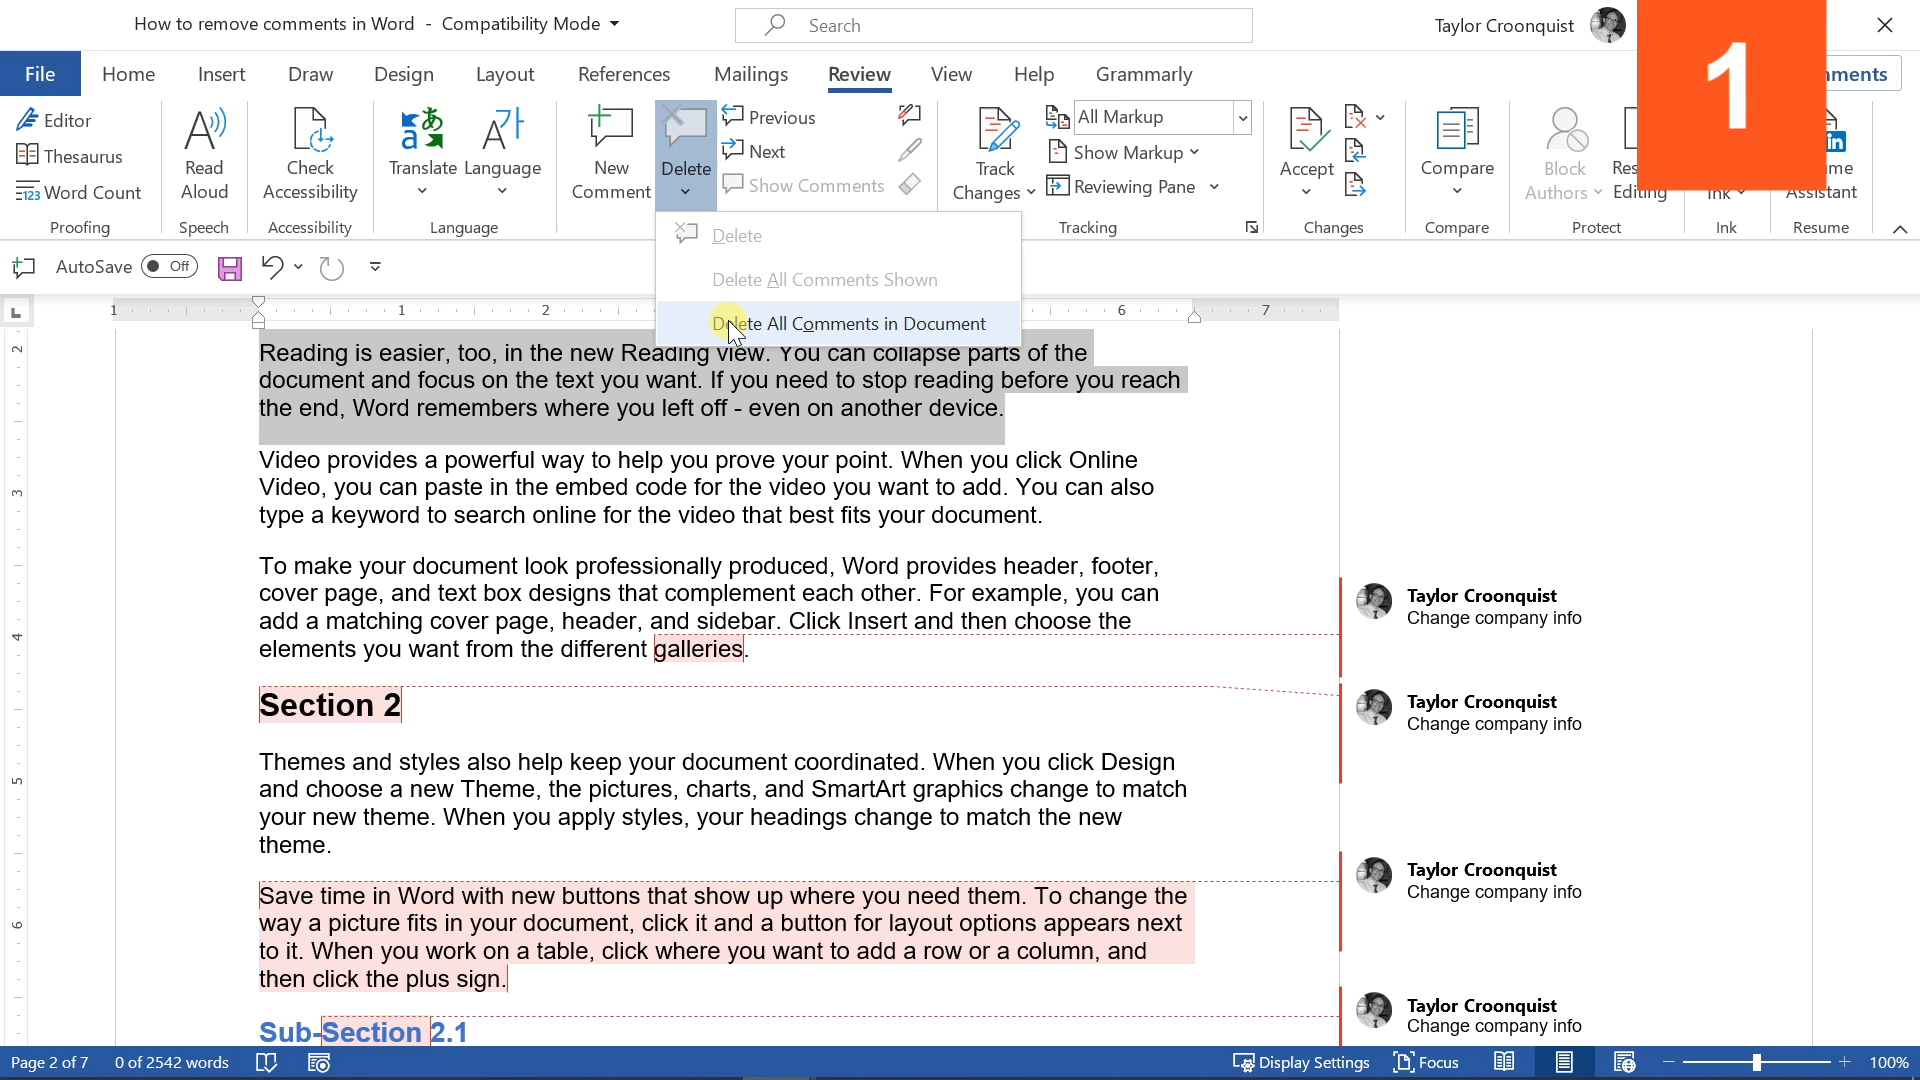 How to remove comments in Word - Compatibility Mode
Search
Taylor Croonquist
1
File Home Insert Draw Design Layout References Mailings Review View Help Grammarly
Editor
Thesaurus
Word Count
Proofing
Read
Aloud
Speech
Check
Accessibility
Accessibility
Translate
Language
Language
New
Comment
Delete
Previous
Next
Show Comments
Track
Changes
All Markup
Show Markup
Reviewing Pane
Tracking
Accept
Changes
Compare
Compare
Block
Authors
Editing
Protect
Ink
Ink
Assistant
Resume
AutoSave Off
Delete
Delete All Comments Shown
Delete All Comments in Document
1 1 2 6 7
2
3
4
5
6
Reading is easier, too, in the new Reading view. You can collapse parts of the
document and focus on the text you want. If you need to stop reading before you reach
the end, Word remembers where you left off - even on another device.
Video provides a powerful way to help you prove your point. When you click Online
Video, you can paste in the embed code for the video you want to add. You can also
type a keyword to search online for the video that best fits your document.
To make your document look professionally produced, Word provides header, footer,
cover page, and text box designs that complement each other. For example, you can
add a matching cover page, header, and sidebar. Click Insert and then choose the
elements you want from the different galleries.
Section 2
Themes and styles also help keep your document coordinated. When you click Design
and choose a new Theme, the pictures, charts, and SmartArt graphics change to match
your new theme. When you apply styles, your headings change to match the new
theme.
Save time in Word with new buttons that show up where you need them. To change the
way a picture fits in your document, click it and a button for layout options appears next
to it. When you work on a table, click where you want to add a row or a column, and
then click the plus sign.
Sub-Section 2.1
Taylor Croonquist
Change company info
Taylor Croonquist
Change company info
Taylor Croonquist
Change company info
Taylor Croonquist
Change company info
Page 2 of 7 0 of 2542 words Display Settings Focus 100%